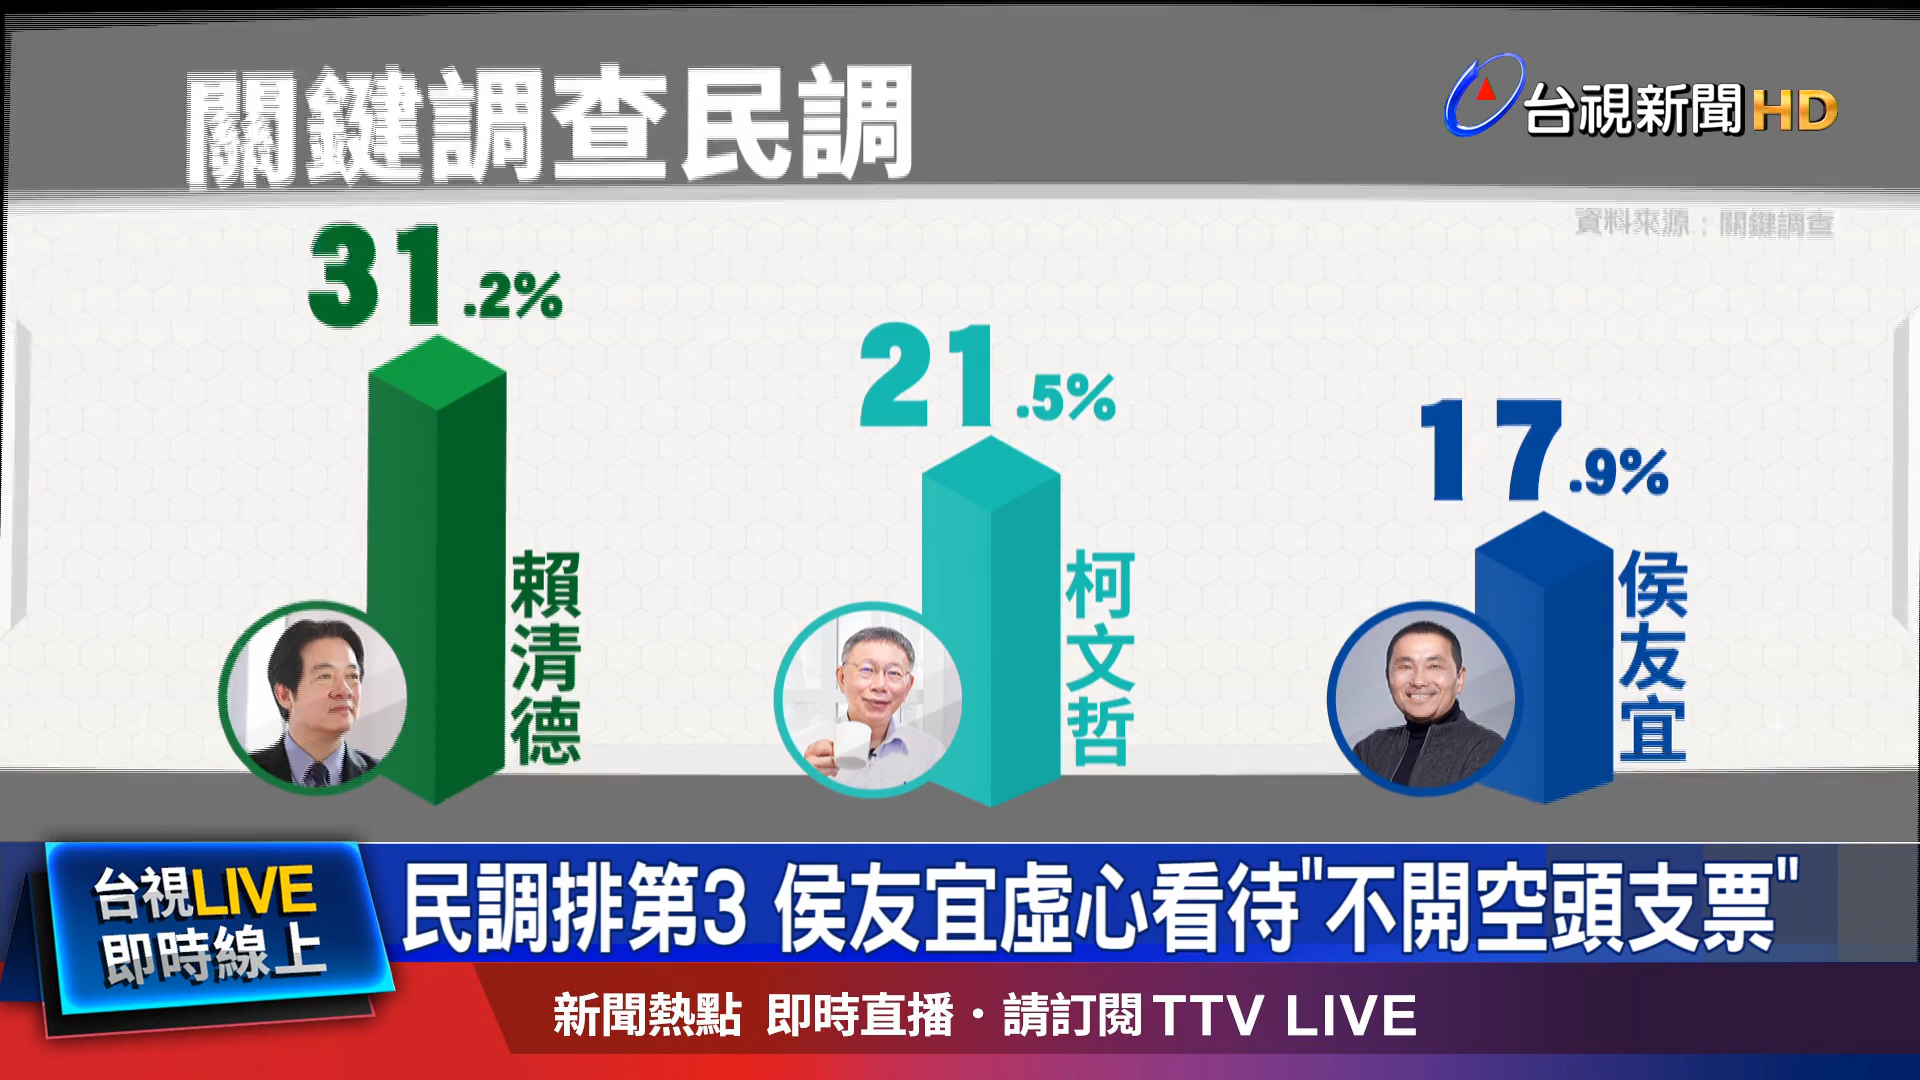 關鍵調查民調
台視新聞HD
資料來源：關鍵調查
31.2%
賴清德
21.5%
柯文哲
17.9%
侯友宜
台視LIVE
即時線上
民調排第3 侯友宜虛心看待"不開空頭支票"
新聞熱點 即時直播・請訂閱TTV LIVE